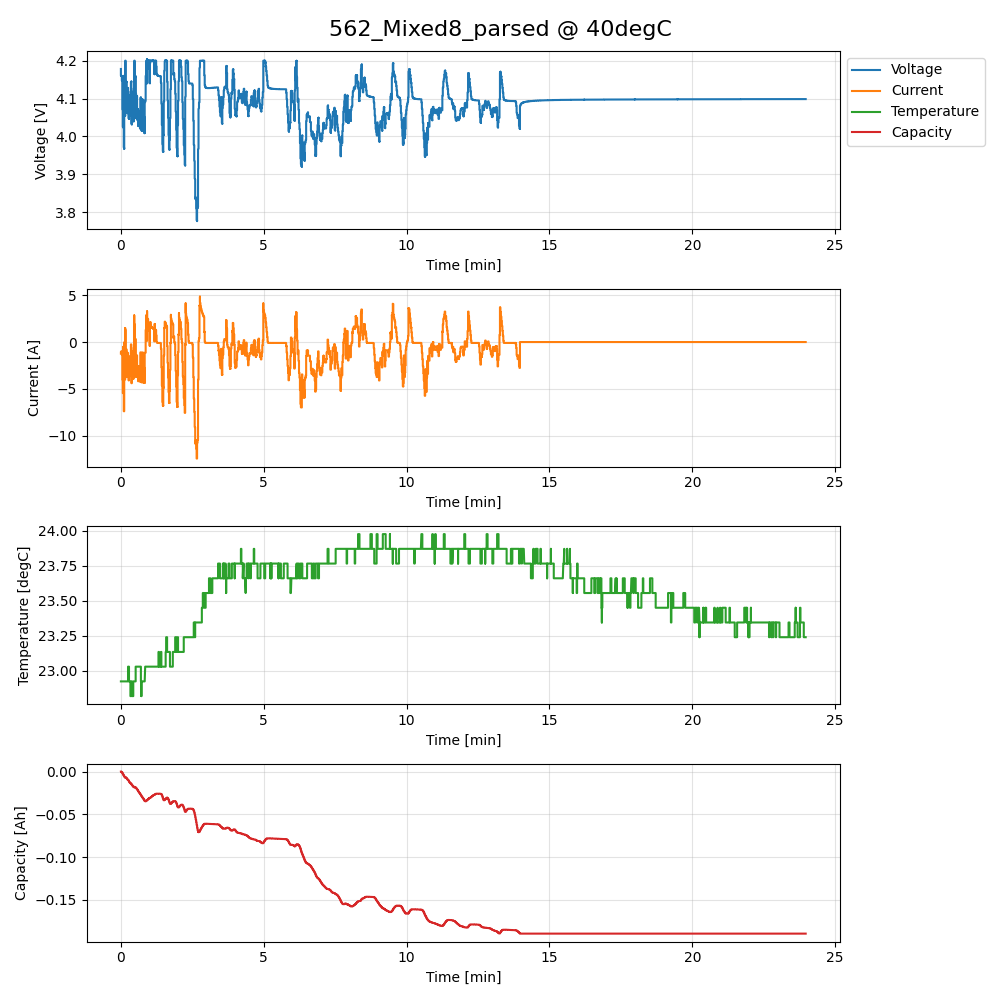 562_Mixed8_parsed @ 40degC
4.2
4.1
4.0
3.9
3.8
Voltage [V]
0 5 10 15 20 25
Time [min]
Voltage
Current
Temperature
Capacity
5
0
−5
−10
Current [A]
0 5 10 15 20 25
Time [min]
24.00
23.75
23.50
23.25
23.00
Temperature [degC]
0 5 10 15 20 25
Time [min]
0.00
−0.05
−0.10
−0.15
Capacity [Ah]
0 5 10 15 20 25
Time [min]